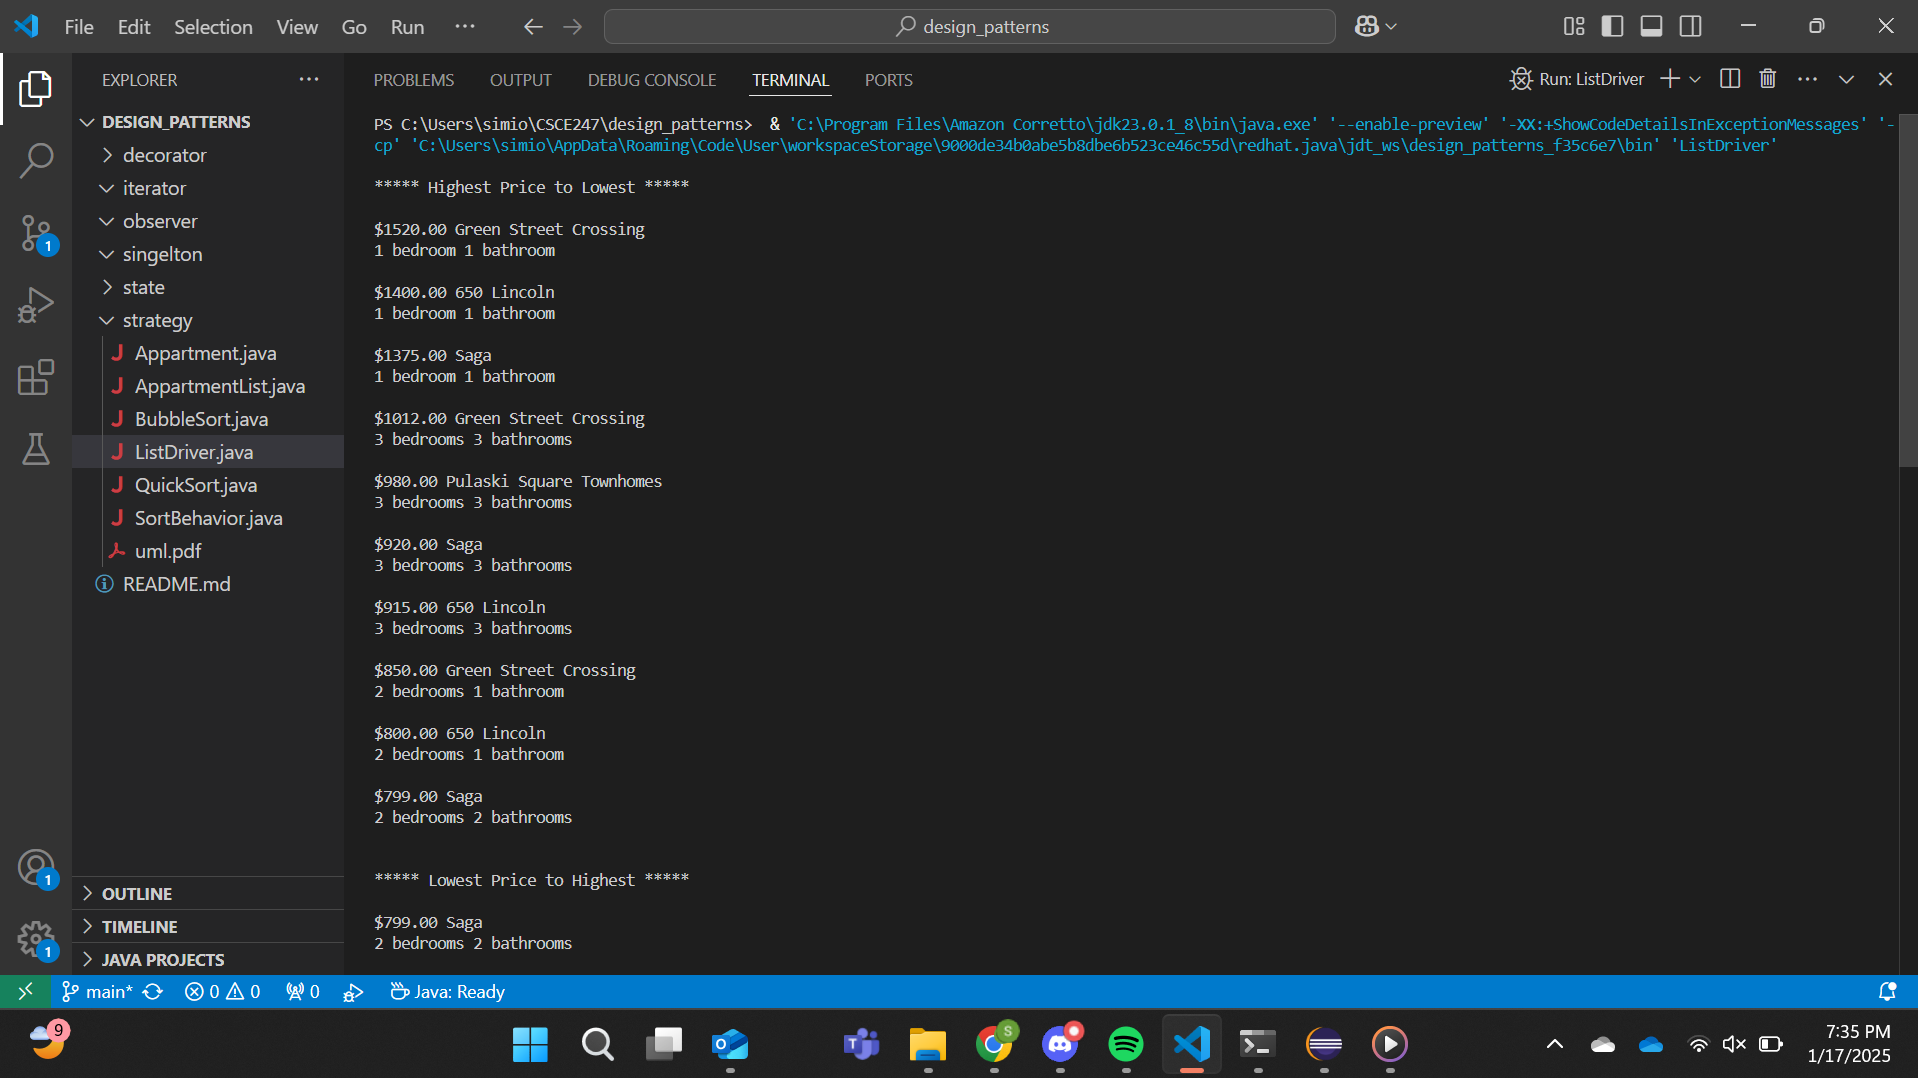 File Edit Selection View Go Run ··· design_patterns
EXPLORER ···
PROBLEMS OUTPUT DEBUG CONSOLE TERMINAL PORTS Run: ListDriver ···
DESIGN_PATTERNS
decorator
iterator
observer
singelton
state
strategy
J Appartment.java
J AppartmentList.java
J BubbleSort.java
J ListDriver.java
J QuickSort.java
J SortBehavior.java
uml.pdf
README.md
1
1
1
OUTLINE
TIMELINE
JAVA PROJECTS
PS C:\Users\simio\CSCE247\design_patterns>  & 'C:\Program Files\Amazon Corretto\jdk23.0.1_8\bin\java.exe' '--enable-preview' '-XX:+ShowCodeDetailsInExceptionMessages' '-
cp' 'C:\Users\simio\AppData\Roaming\Code\User\workspaceStorage\9000de34b0abe5b8dbe6b523ce46c55d\redhat.java\jdt_ws\design_patterns_f35c6e7\bin' 'ListDriver'
***** Highest Price to Lowest *****
$1520.00 Green Street Crossing
1 bedroom 1 bathroom
$1400.00 650 Lincoln
1 bedroom 1 bathroom
$1375.00 Saga
1 bedroom 1 bathroom
$1012.00 Green Street Crossing
3 bedrooms 3 bathrooms
$980.00 Pulaski Square Townhomes
3 bedrooms 3 bathrooms
$920.00 Saga
3 bedrooms 3 bathrooms
$915.00 650 Lincoln
3 bedrooms 3 bathrooms
$850.00 Green Street Crossing
2 bedrooms 1 bathroom
$800.00 650 Lincoln
2 bedrooms 1 bathroom
$799.00 Saga
2 bedrooms 2 bathrooms
***** Lowest Price to Highest *****
$799.00 Saga
2 bedrooms 2 bathrooms
main* 0 0 0 Java: Ready
9 S 7:35 PM
1/17/2025